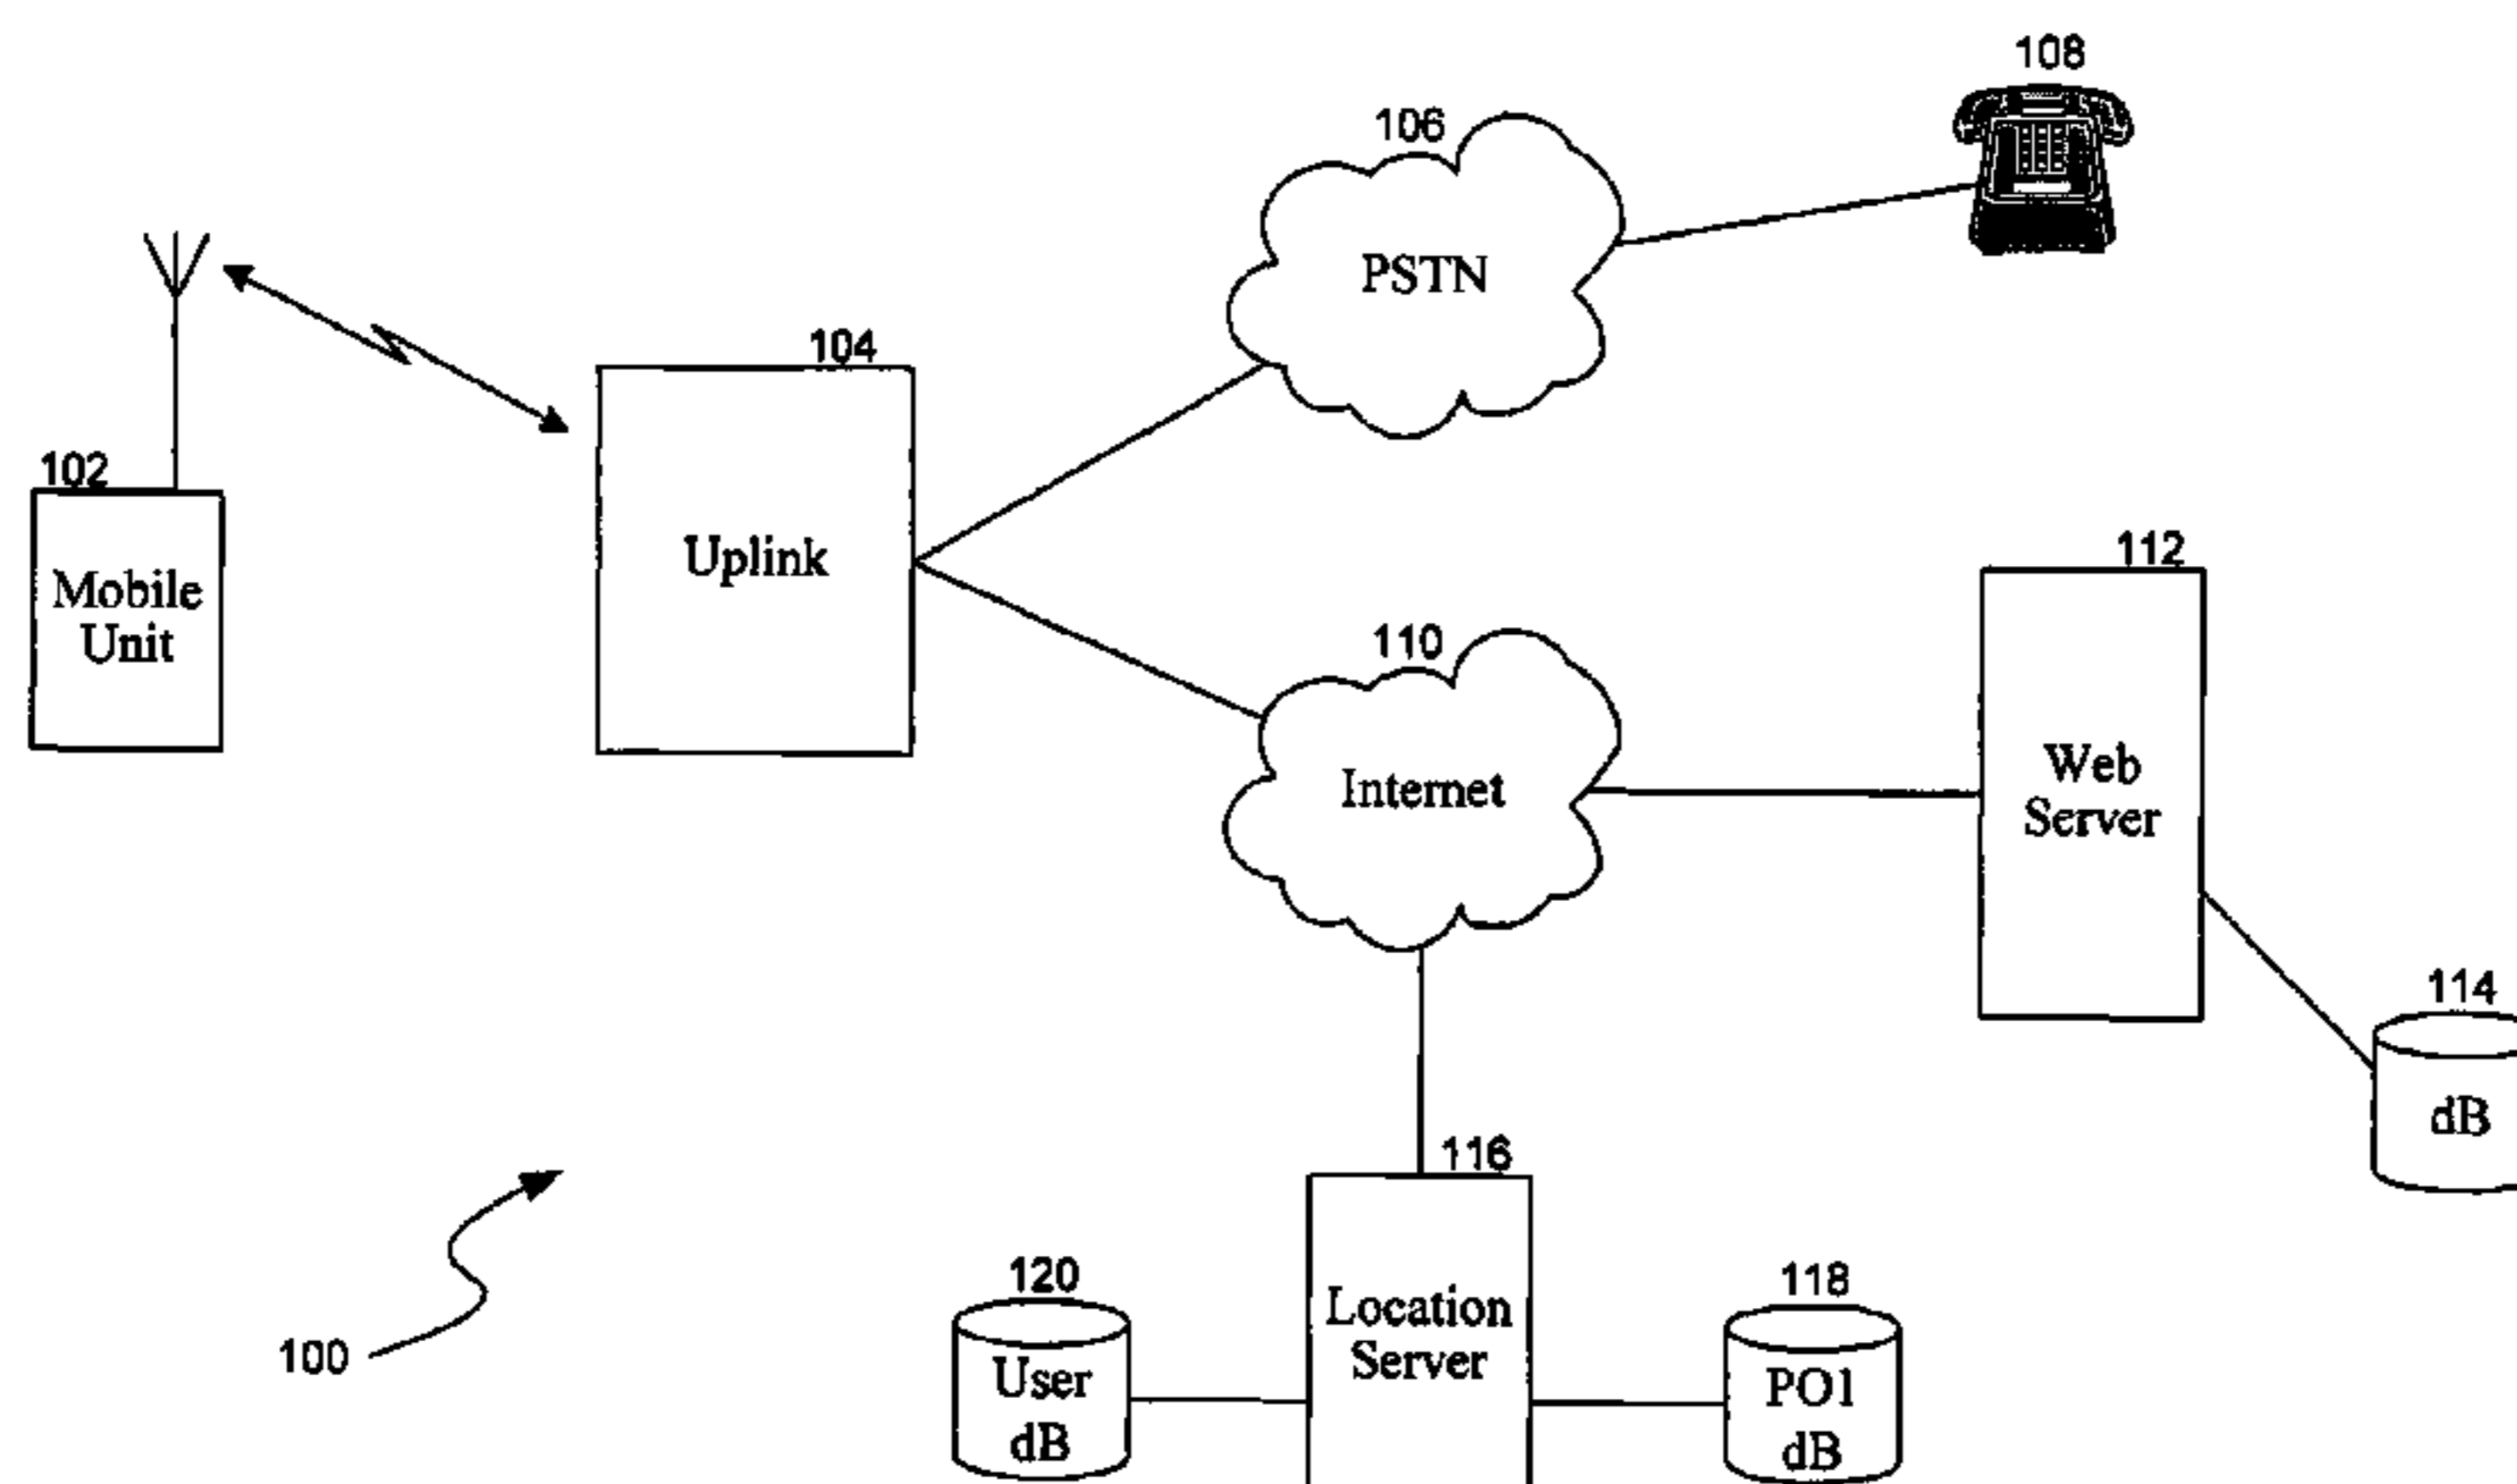 108
106
PSTN
104
102
Uplink
Mobile
Unit
112
110
Web
Server
Internet
114
dB
116
120
118
Location
Server
100
User
dB
PO1
dB